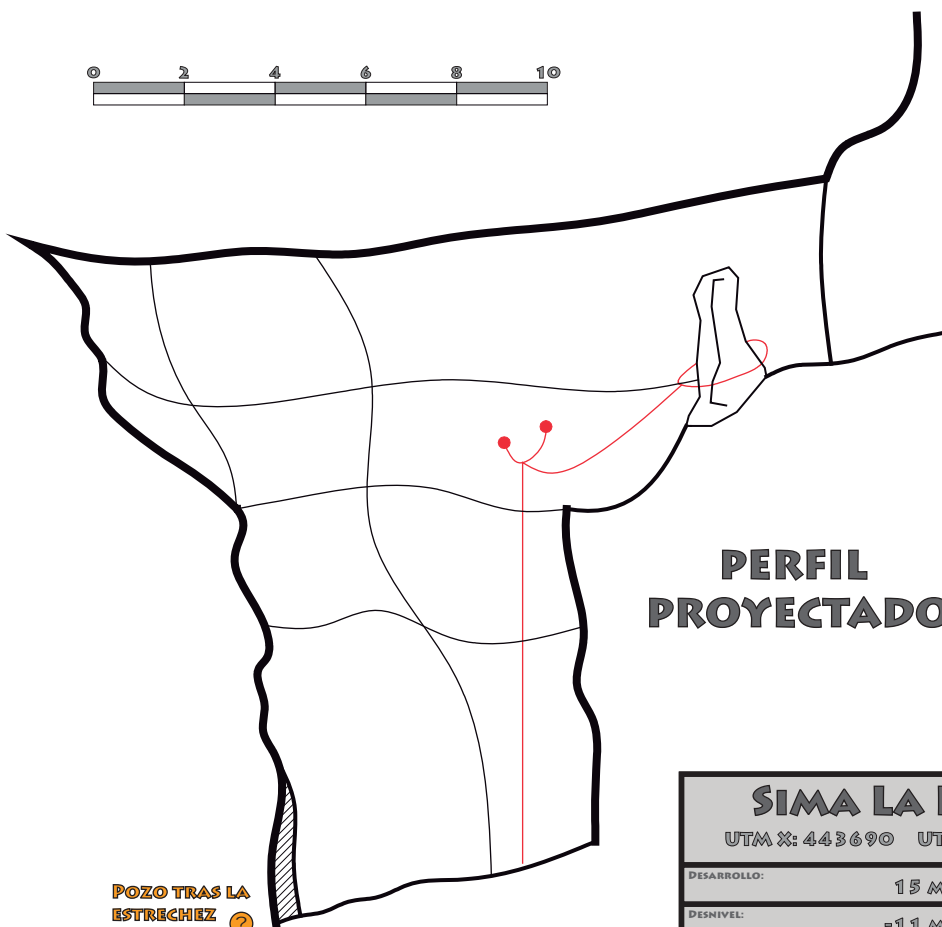 0 2 4 6 8 10
PERFIL
PROYECTADO
SIMA LA
UTM X: 443690
DESARROLLO:
15 M
DESNIVEL:
-11 M
POZO TRAS LA
ESTRECHEZ
?